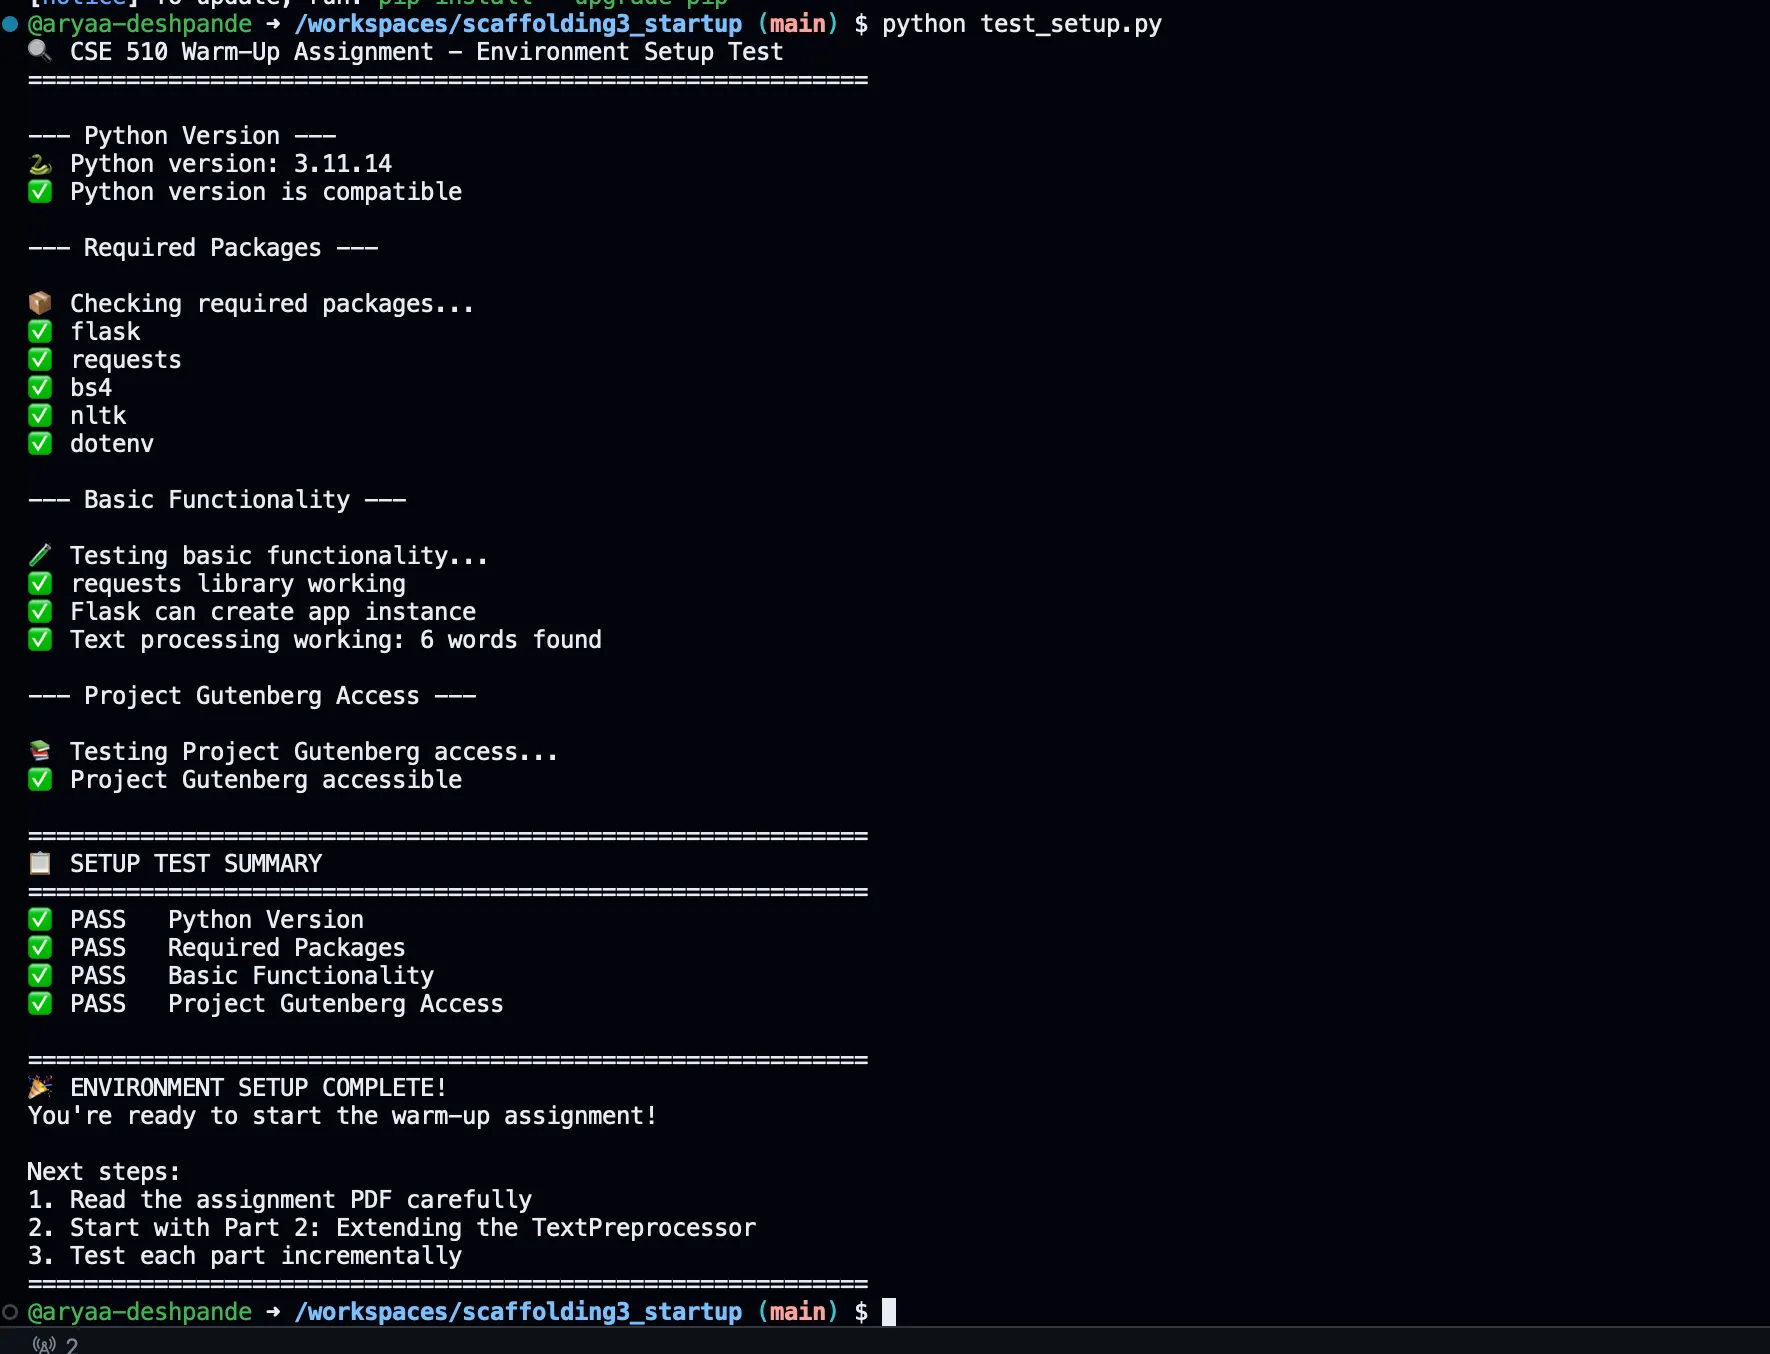 [notice] To update, run: pip install --upgrade pip
@aryaa-deshpande → /workspaces/scaffolding3_startup (main) $ python test_setup.py
🔍 CSE 510 Warm-Up Assignment - Environment Setup Test
============================================================
--- Python Version ---
🐍 Python version: 3.11.14
✅ Python version is compatible
--- Required Packages ---
📦 Checking required packages...
✅ flask
✅ requests
✅ bs4
✅ nltk
✅ dotenv
--- Basic Functionality ---
🧪 Testing basic functionality...
✅ requests library working
✅ Flask can create app instance
✅ Text processing working: 6 words found
--- Project Gutenberg Access ---
📚 Testing Project Gutenberg access...
✅ Project Gutenberg accessible
============================================================
📋 SETUP TEST SUMMARY
============================================================
✅ PASS   Python Version
✅ PASS   Required Packages
✅ PASS   Basic Functionality
✅ PASS   Project Gutenberg Access
============================================================
🎉 ENVIRONMENT SETUP COMPLETE!
You're ready to start the warm-up assignment!
Next steps:
1. Read the assignment PDF carefully
2. Start with Part 2: Extending the TextPreprocessor
3. Test each part incrementally
============================================================
@aryaa-deshpande → /workspaces/scaffolding3_startup (main) $
2